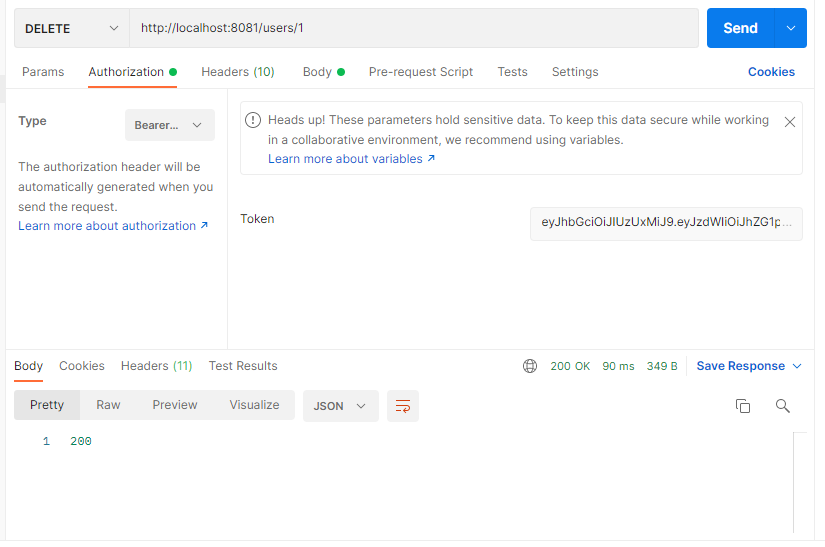 DELETE http://localhost:8081/users/1 Send
Params Authorization Headers (10) Body Pre-request Script Tests Settings Cookies
Type Bearer...
The authorization header will be
automatically generated when you
send the request.
Learn more about authorization ↗
Heads up! These parameters hold sensitive data. To keep this data secure while working
in a collaborative environment, we recommend using variables.
Learn more about variables ↗
Token eyJhbGciOiJIUzUxMiJ9.eyJzdWIiOiJhZG1p...
Body Cookies Headers (11) Test Results 200 OK 90 ms 349 B Save Response
Pretty Raw Preview Visualize JSON
1 200